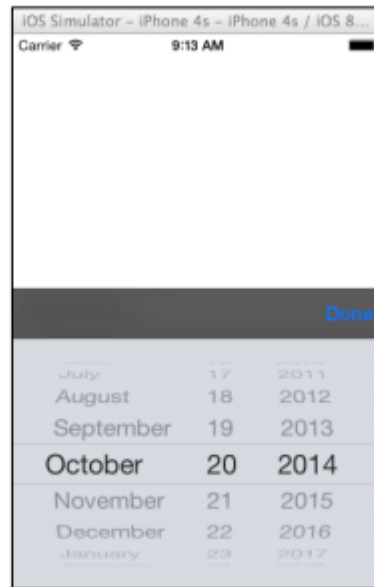 iOS Simulator – iPhone 4s – iPhone 4s / iOS 8...
Carrier 9:13 AM
Done
July 17 2011
August 18 2012
September 19 2013
October 20 2014
November 21 2015
December 22 2016
January 23 2017